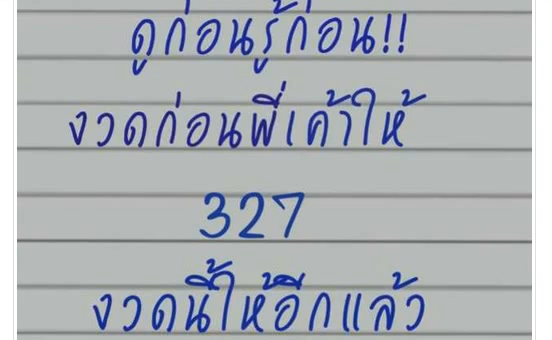 ดูก่อนรู้ก่อน!!
งวดก่อนพี่เค้าให้
327
งวดนี้ให้อีกแล้ว